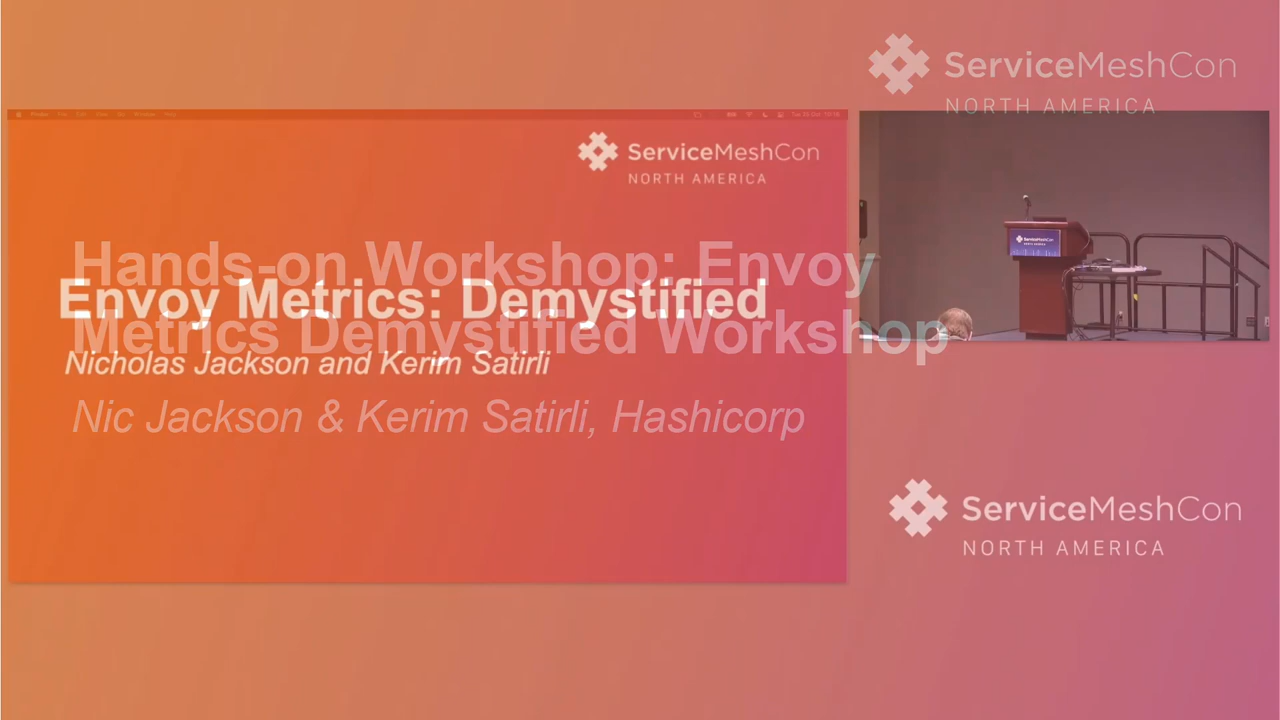 ServiceMeshCon
NORTH AMERICA
ServiceMeshCon
NORTH AMERICA
Hands-on Workshop: Envoy
Metrics Demystified Workshop
Nic Jackson & Kerim Satirli, Hashicorp
Envoy Metrics: Demystified
Nicholas Jackson and Kerim Satirli
ServiceMeshCon
ServiceMeshCon
NORTH AMERICA